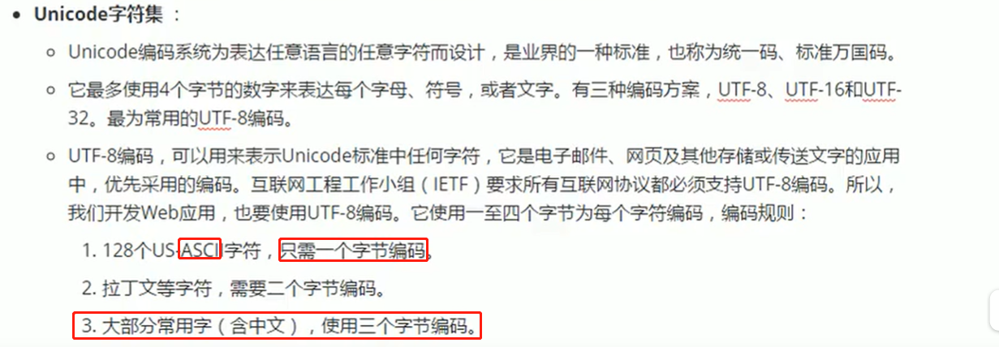 Unicode字符集 ：
Unicode编码系统为表达任意语言的任意字符而设计，是业界的一种标准，也称为统一码、标准万国码。
它最多使用4个字节的数字来表达每个字母、符号，或者文字。有三种编码方案，UTF-8、UTF-16和UTF-
32。最为常用的UTF-8编码。
UTF-8编码，可以用来表示Unicode标准中任何字符，它是电子邮件、网页及其他存储或传送文字的应用
中，优先采用的编码。互联网工程工作小组（IETF）要求所有互联网协议都必须支持UTF-8编码。所以，
我们开发Web应用，也要使用UTF-8编码。它使用一至四个字节为每个字符编码，编码规则：
1. 128个US-ASCII字符，只需一个字节编码。
2. 拉丁文等字符，需要二个字节编码。
3. 大部分常用字（含中文），使用三个字节编码。